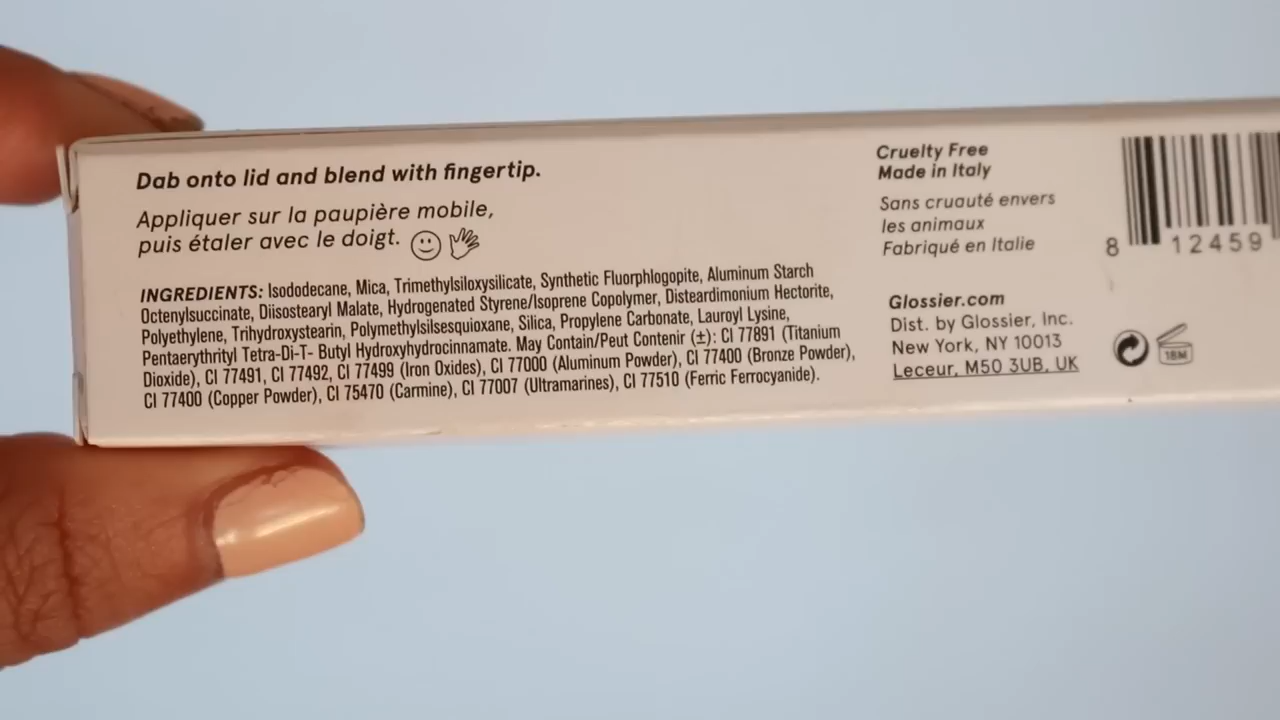 Dab onto lid and blend with fingertip.
Appliquer sur la paupière mobile,
puis étaler avec le doigt.
INGREDIENTS: Isododecane, Mica, Trimethylsiloxysilicate, Synthetic Fluorphlogopite, Aluminum Starch
Octenylsuccinate, Diisostearyl Malate, Hydrogenated Styrene/Isoprene Copolymer, Disteardimonium Hectorite,
Polyethylene, Trihydroxystearin, Polymethylsilsesquioxane, Silica, Propylene Carbonate, Lauroyl Lysine,
Pentaerythrityl Tetra-Di-T- Butyl Hydroxyhydrocinnamate. May Contain/Peut Contenir (±): CI 77891 (Titanium
Dioxide), CI 77491, CI 77492, CI 77499 (Iron Oxides), CI 77000 (Aluminum Powder), CI 77400 (Bronze Powder),
CI 77400 (Copper Powder), CI 75470 (Carmine), CI 77007 (Ultramarines), CI 77510 (Ferric Ferrocyanide).
Cruelty Free
Made in Italy
Sans cruauté envers
les animaux
Fabriqué en Italie
Glossier.com
Dist. by Glossier, Inc.
New York, NY 10013
Leceur, M50 3UB, UK
8 12459
18M